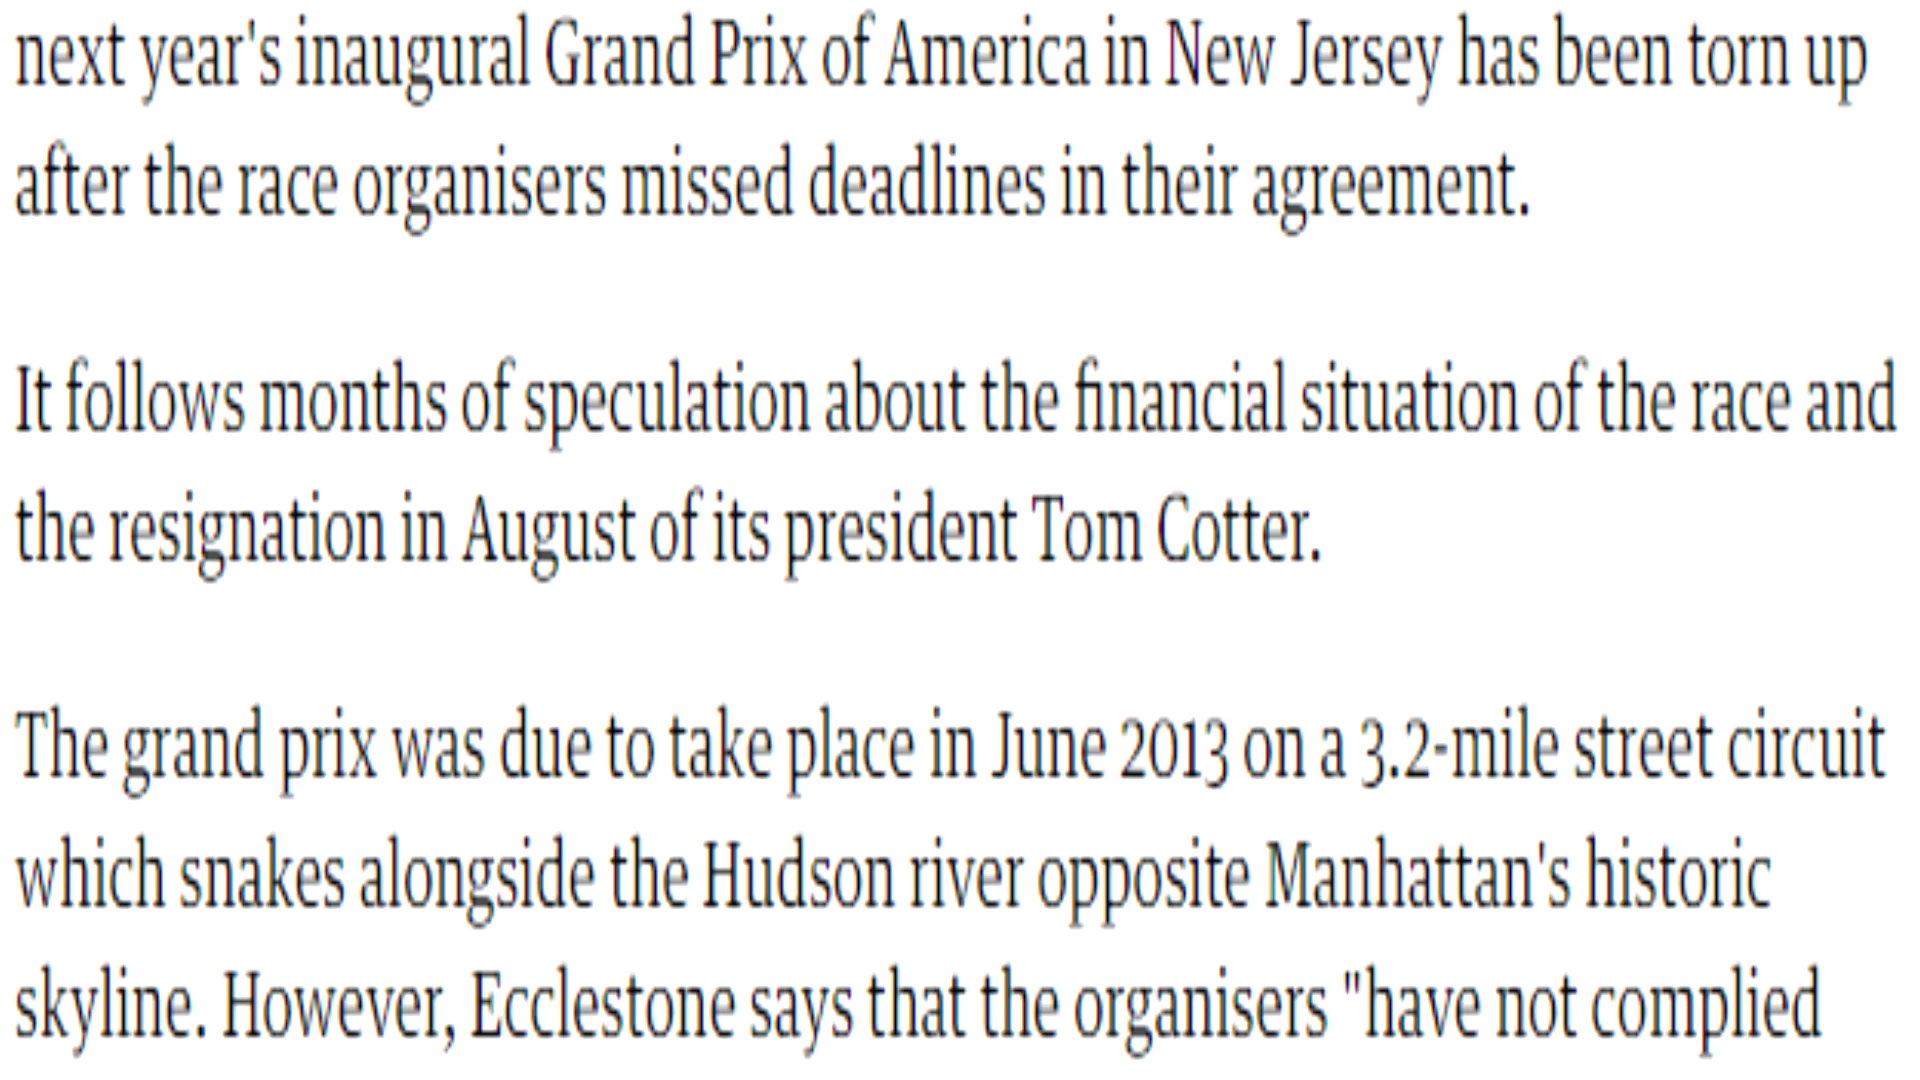 next year's inaugural Grand Prix of America in New Jersey has been torn up
after the race organisers missed deadlines in their agreement.
It follows months of speculation about the financial situation of the race and
the resignation in August of its president Tom Cotter.
The grand prix was due to take place in June 2013 on a 3.2-mile street circuit
which snakes alongside the Hudson river opposite Manhattan's historic
skyline. However, Ecclestone says that the organisers "have not complied